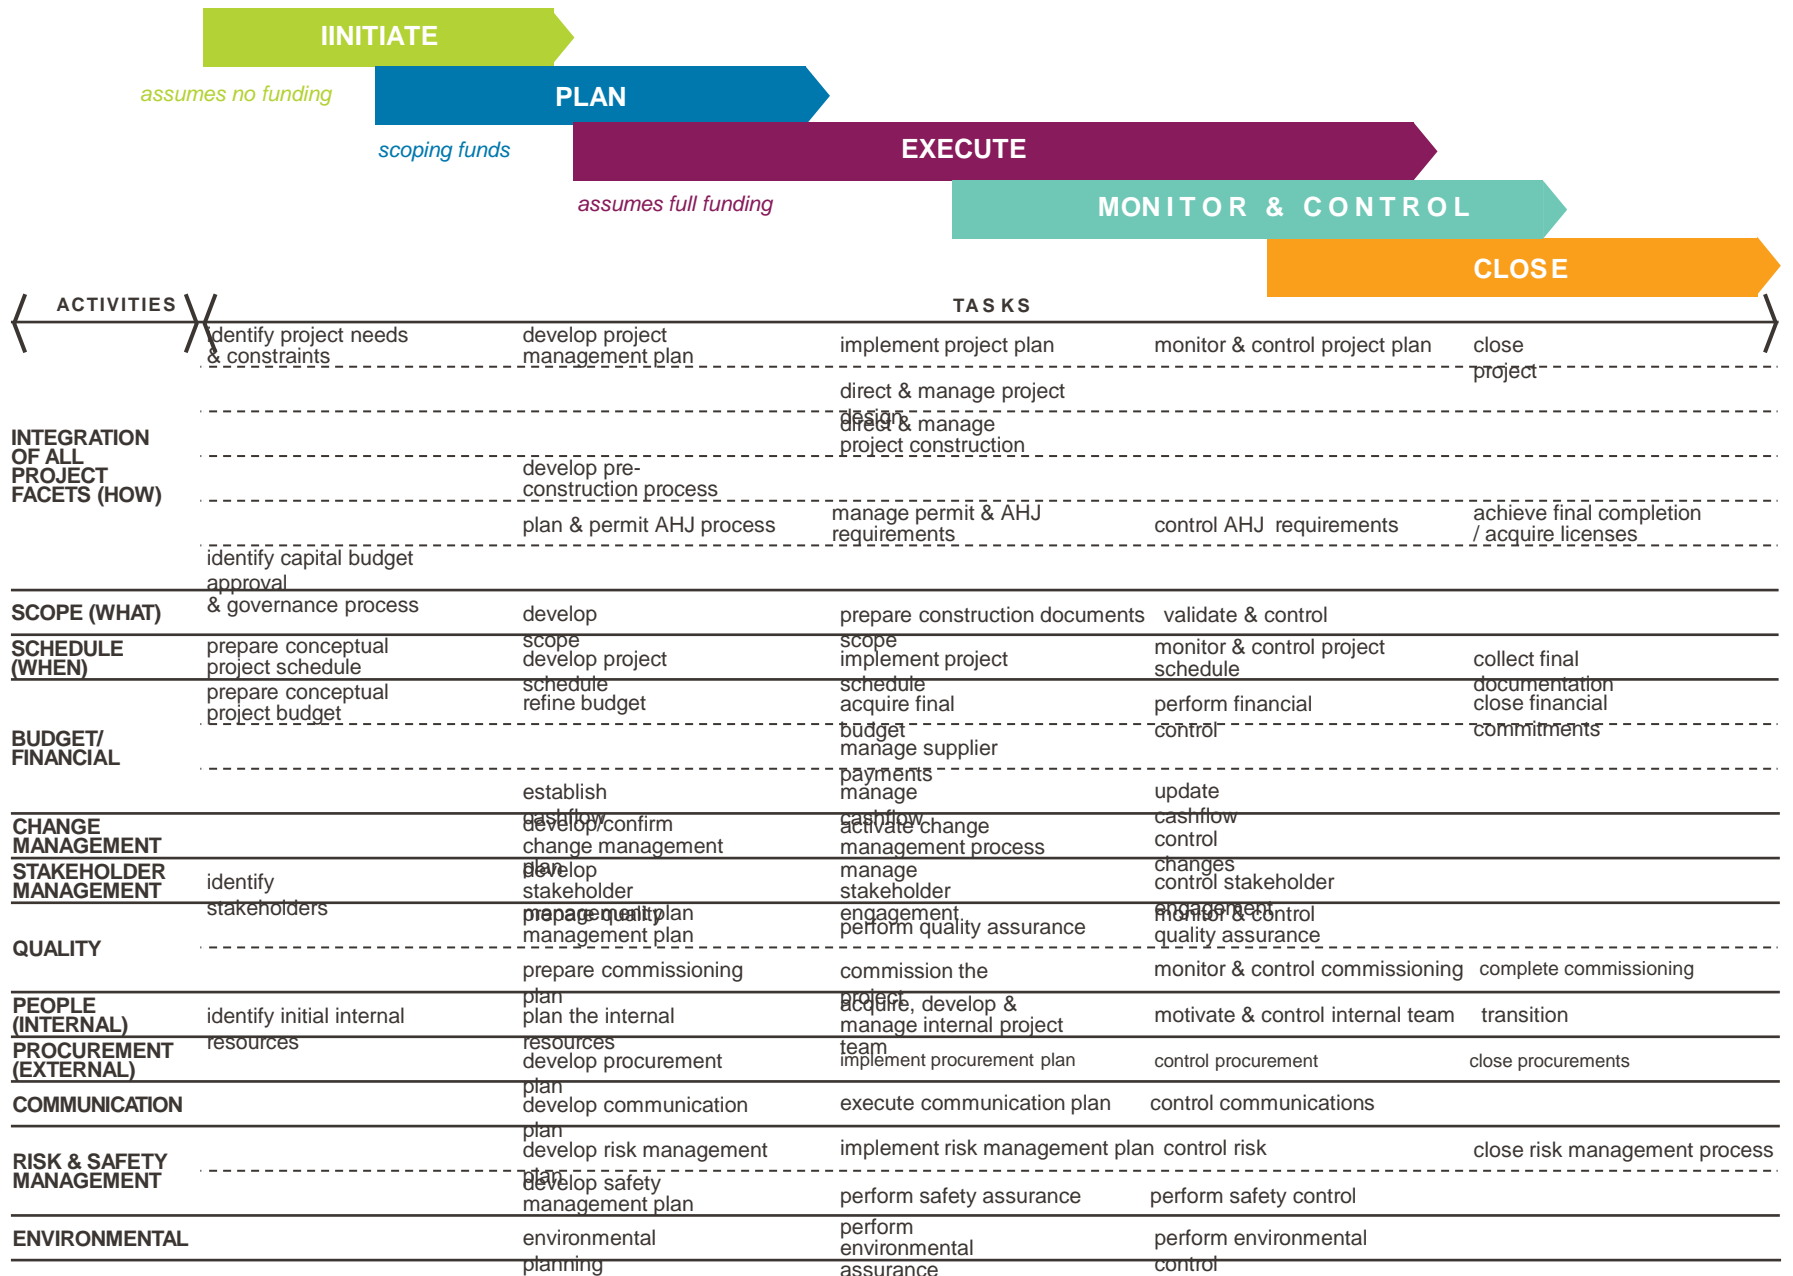 IINITIATE
assumes no funding
PLAN
scoping funds
EXECUTE
assumes full funding
MONITOR & CONTROL
CLOSE
ACTIVITIES
TASKS
INTEGRATION
OF ALL
PROJECT
FACETS (HOW)
identify project needs
& constraints
develop project
management plan
implement project plan
monitor & control project plan
close
project
direct & manage project
design
direct & manage
project construction
develop pre-
construction process
plan & permit AHJ process
manage permit & AHJ
requirements
control AHJ requirements
achieve final completion
/ acquire licenses
identify capital budget
approval
& governance process
SCOPE (WHAT)
develop
scope
prepare construction documents
validate & control
scope
SCHEDULE
(WHEN)
prepare conceptual
project schedule
develop project
schedule
implement project
schedule
monitor & control project
schedule
collect final
documentation
BUDGET/
FINANCIAL
prepare conceptual
project budget
refine budget
acquire final
budget
perform financial
control
close financial
commitments
manage supplier
payments
establish
cashflow
manage
cashflow
update
cashflow
CHANGE
MANAGEMENT
develop/confirm
change management
plan
activate change
management process
control
changes
STAKEHOLDER
MANAGEMENT
identify
stakeholders
develop
stakeholder
management plan
manage
stakeholder
engagement
control stakeholder
engagement
QUALITY
prepare quality
management plan
perform quality assurance
monitor & control
quality assurance
prepare commissioning
plan
commission the
project
monitor & control commissioning
complete commissioning
PEOPLE
(INTERNAL)
identify initial internal
resources
plan the internal
resources
acquire, develop &
manage internal project
team
motivate & control internal team
transition
PROCUREMENT
(EXTERNAL)
develop procurement
plan
implement procurement plan
control procurement
close procurements
COMMUNICATION
develop communication
plan
execute communication plan
control communications
RISK & SAFETY
MANAGEMENT
develop risk management
plan
implement risk management plan
control risk
close risk management process
develop safety
management plan
perform safety assurance
perform safety control
ENVIRONMENTAL
environmental
planning
perform
environmental
assurance
perform environmental
control